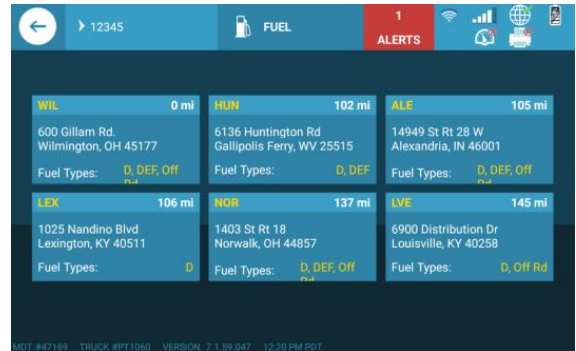 12345
FUEL
1
ALERTS
WIL 0 mi
600 Gillam Rd.
Wilmington, OH 45177
Fuel Types: D, DEF, Off
Rd
HUN 102 mi
6136 Huntington Rd
Gallipolis Ferry, WV 25515
Fuel Types: D, DEF
ALE 105 mi
14949 St Rt 28 W
Alexandria, IN 46001
Fuel Types: D, DEF, Off
Rd
LEX 106 mi
1025 Nandino Blvd
Lexington, KY 40511
Fuel Types: D
NOR 137 mi
1403 St Rt 18
Norwalk, OH 44857
Fuel Types: D, DEF, Off
Rd
LVE 145 mi
6900 Distribution Dr
Louisville, KY 40258
Fuel Types: D, Off Rd
MDT #47169 TRUCK #PT1060 VERSION 7.1.59.047 12:20 PM PDT